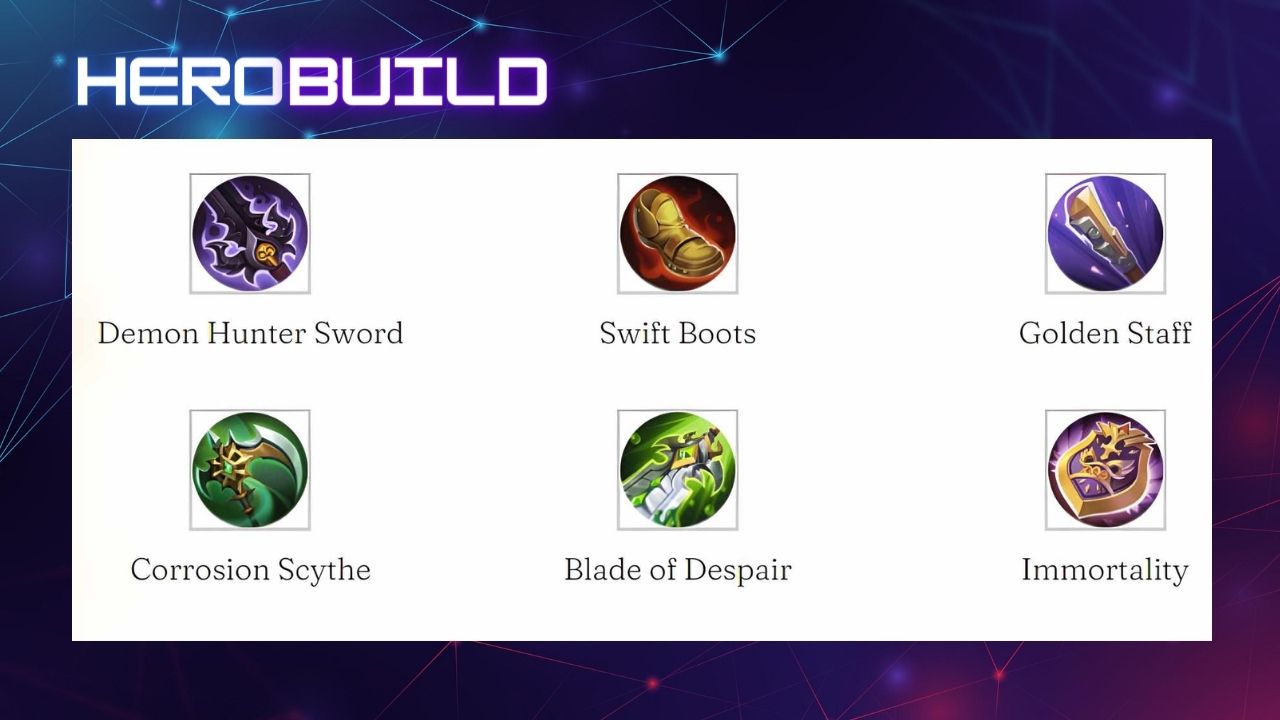 HEROBUILD
Demon Hunter Sword
Swift Boots
Golden Staff
Corrosion Scythe
Blade of Despair
Immortality